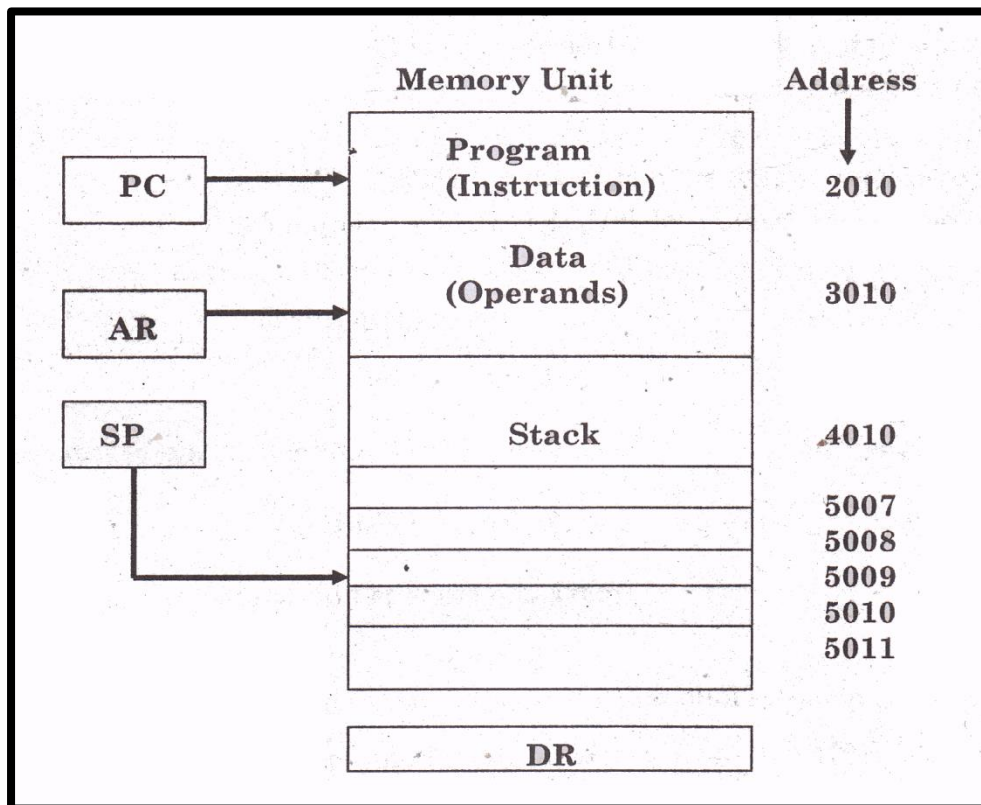 Memory Unit
Address
Program
(Instruction)
2010
PC
Data
(Operands)
3010
AR
SP
Stack
4010
5007
5008
5009
5010
5011
DR